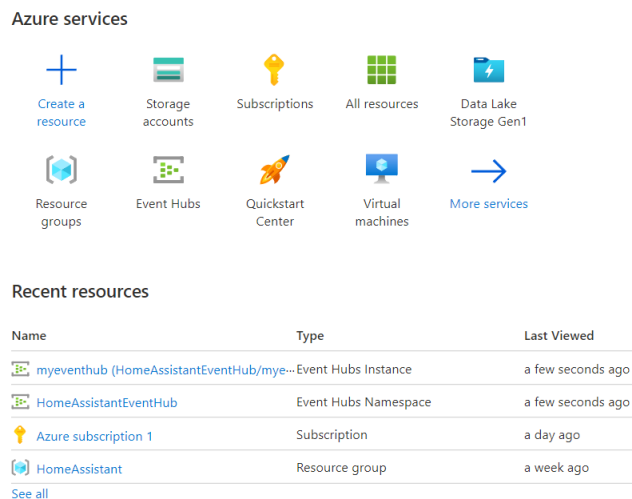 Azure services
Create a resource
Storage accounts
Subscriptions
All resources
Data Lake Storage Gen1
Resource groups
Event Hubs
Quickstart Center
Virtual machines
More services
Recent resources
Name Type Last Viewed
myeventhub (HomeAssistantEventHub/mye··· Event Hubs Instance a few seconds ago
HomeAssistantEventHub Event Hubs Namespace a few seconds ago
Azure subscription 1 Subscription a day ago
HomeAssistant Resource group a week ago
See all